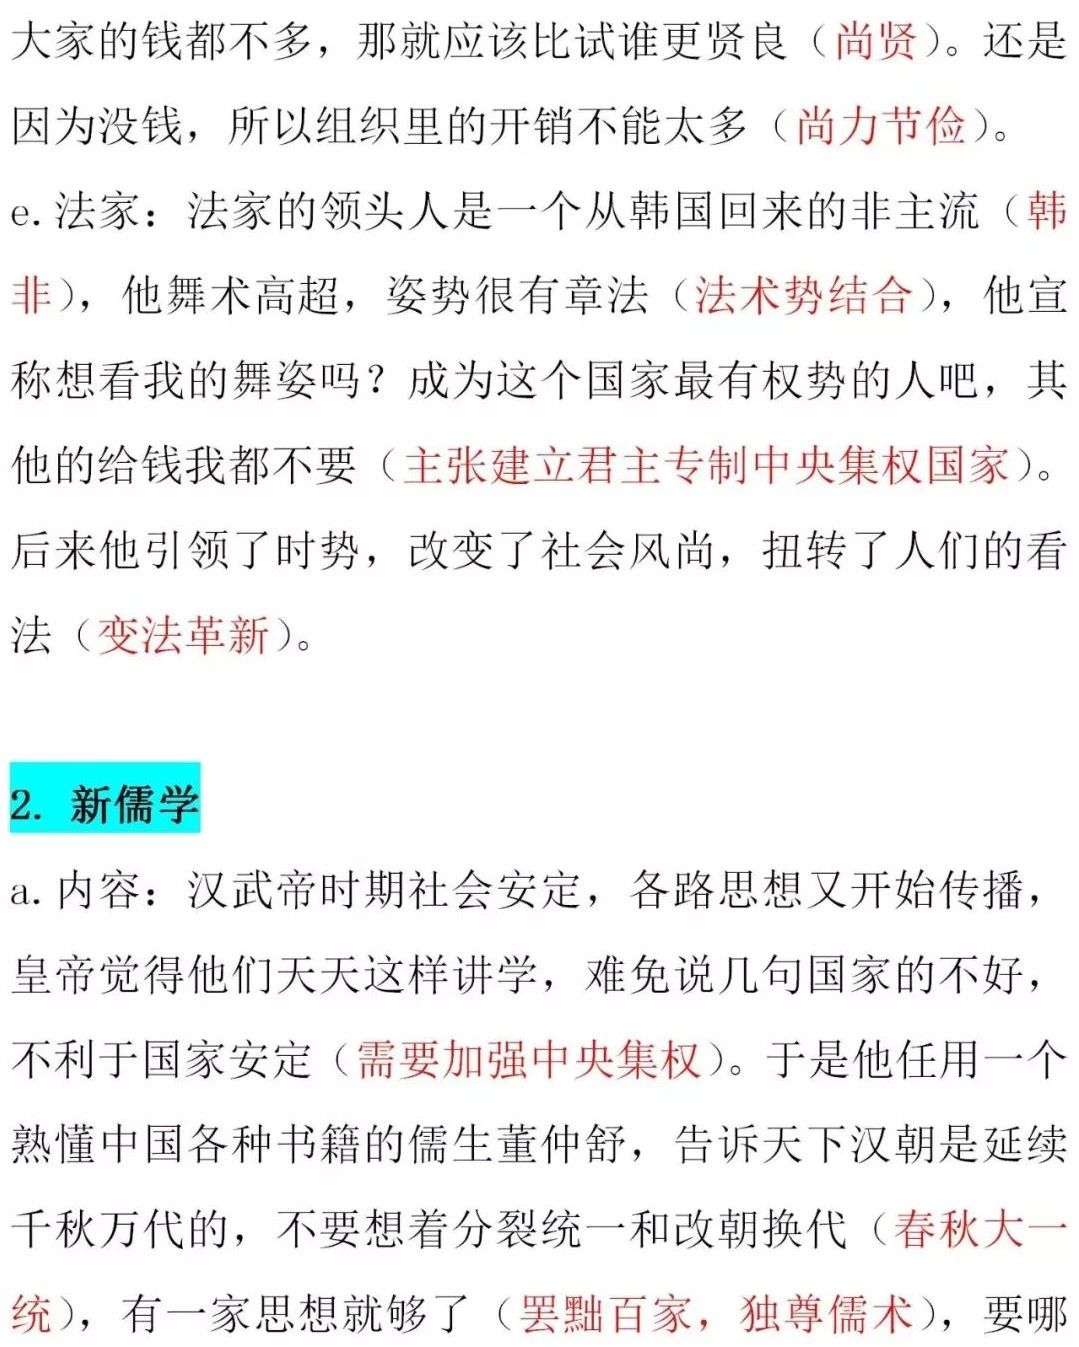 大家的钱都不多，那就应该比试谁更贤良（尚贤）。还是
因为没钱，所以组织里的开销不能太多（尚力节俭）。
e.法家：法家的领头人是一个从韩国回来的非主流（韩
非），他舞术高超，姿势很有章法（法术势结合），他宣
称想看我的舞姿吗？成为这个国家最有权势的人吧，其
他的给钱我都不要（主张建立君主专制中央集权国家）。
后来他引领了时势，改变了社会风尚，扭转了人们的看
法（变法革新）。
2. 新儒学
a.内容：汉武帝时期社会安定，各路思想又开始传播，
皇帝觉得他们天天这样讲学，难免说几句国家的不好，
不利于国家安定（需要加强中央集权）。于是他任用一个
熟懂中国各种书籍的儒生董仲舒，告诉天下汉朝是延续
千秋万代的，不要想着分裂统一和改朝换代（春秋大一
统），有一家思想就够了（罢黜百家，独尊儒术），要哪